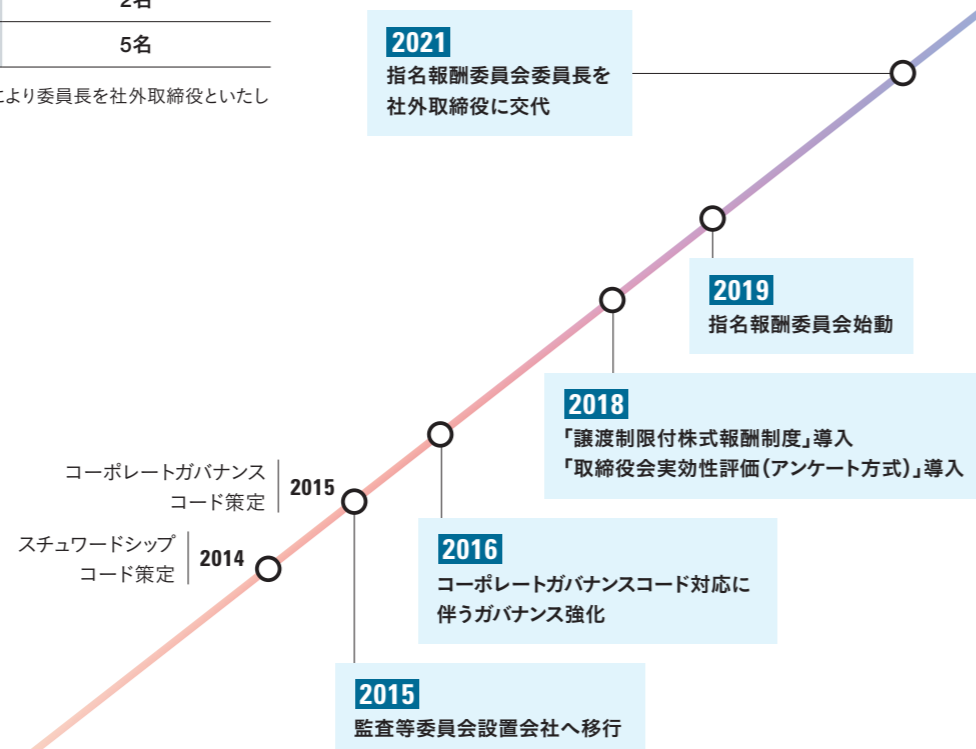 2名
5名
により委員長を社外取締役といたし
2021
指名報酬委員会委員長を
社外取締役に交代
2019
指名報酬委員会始動
2018
「譲渡制限付株式報酬制度」導入
「取締役会実効性評価(アンケート方式)」導入
コーポレートガバナンス
コード策定
2015
スチュワードシップ
コード策定
2014
2016
コーポレートガバナンスコード対応に
伴うガバナンス強化
2015
監査等委員会設置会社へ移行